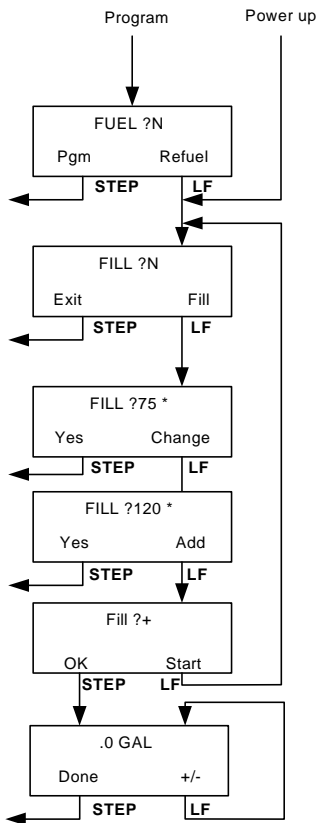 Program Power up
FUEL ?N
Pgm Refuel
STEP LF
FILL ?N
Exit Fill
STEP LF
FILL ?75 *
Yes Change
STEP LF
FILL ?120 *
Yes Add
STEP LF
Fill ?+
OK Start
STEP LF
.0 GAL
Done +/-
STEP LF